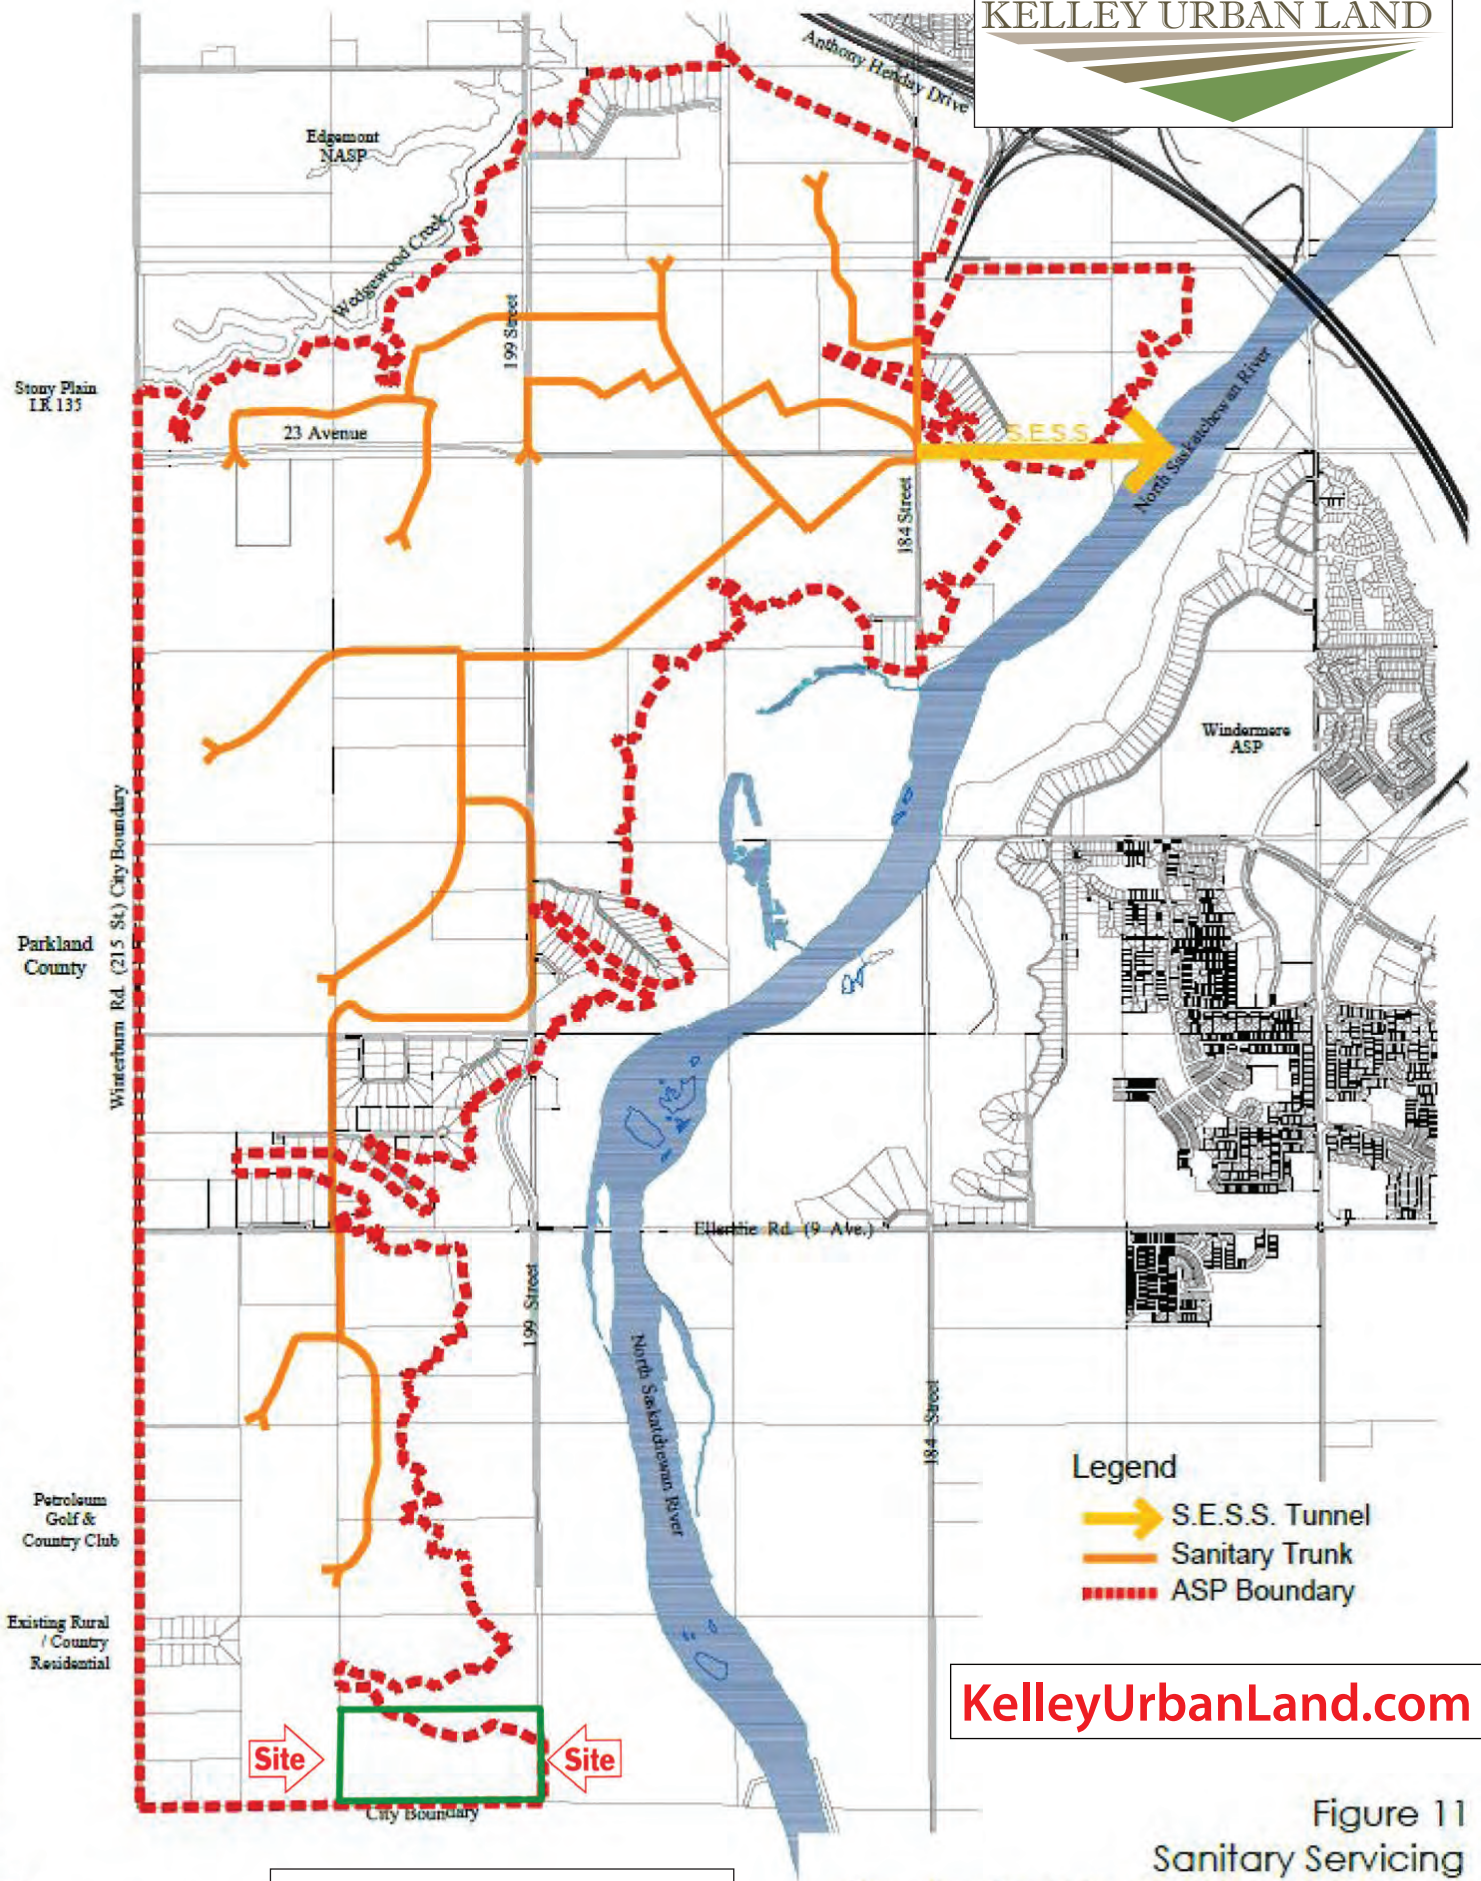 KELLEY URBAN LAND
Anthony Henday Drive
Edgemont
NASP
Wedgewood Creek
199 Street
Stony Plain
I.R 135
23 Avenue
S.E.S.S.
North Saskatchewan River
184 Street
Windermere
ASP
Winterburn Rd. (215 St.) City Boundary
Parkland
County
Ellerslie Rd. (9 Ave.)
199 Street
North Saskatchewan River
184 Street
Legend
S.E.S.S. Tunnel
Sanitary Trunk
ASP Boundary
Petroleum
Golf &
Country Club
Existing Rural
/ Country
Residential
KelleyUrbanLand.com
Site
Site
City Boundary
Figure 11
Sanitary Servicing